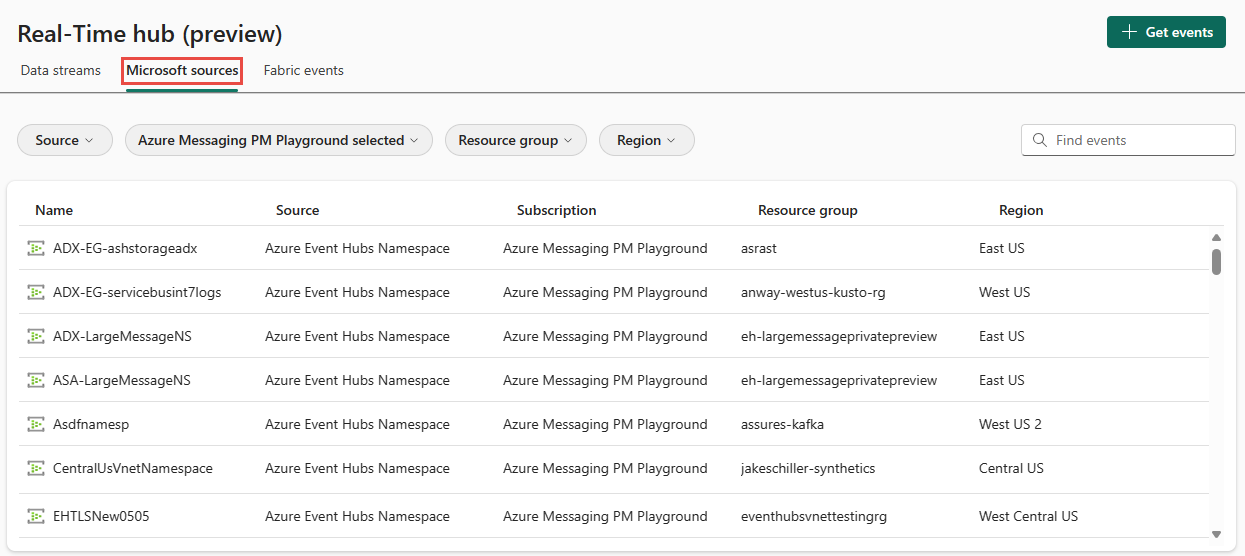 Real-Time hub (preview)
Get events
Data streams Microsoft sources Fabric events
Source Azure Messaging PM Playground selected Resource group Region Find events
Name Source Subscription Resource group Region
ADX-EG-ashstorageadx Azure Event Hubs Namespace Azure Messaging PM Playground asrast East US
ADX-EG-servicebusint7logs Azure Event Hubs Namespace Azure Messaging PM Playground anway-westus-kusto-rg West US
ADX-LargeMessageNS Azure Event Hubs Namespace Azure Messaging PM Playground eh-largemessageprivatepreview East US
ASA-LargeMessageNS Azure Event Hubs Namespace Azure Messaging PM Playground eh-largemessageprivatepreview East US
Asdfnamesp Azure Event Hubs Namespace Azure Messaging PM Playground assures-kafka West US 2
CentralUsVnetNamespace Azure Event Hubs Namespace Azure Messaging PM Playground jakeschiller-synthetics Central US
EHTLSNew0505 Azure Event Hubs Namespace Azure Messaging PM Playground eventhubsvnettestingrg West Central US